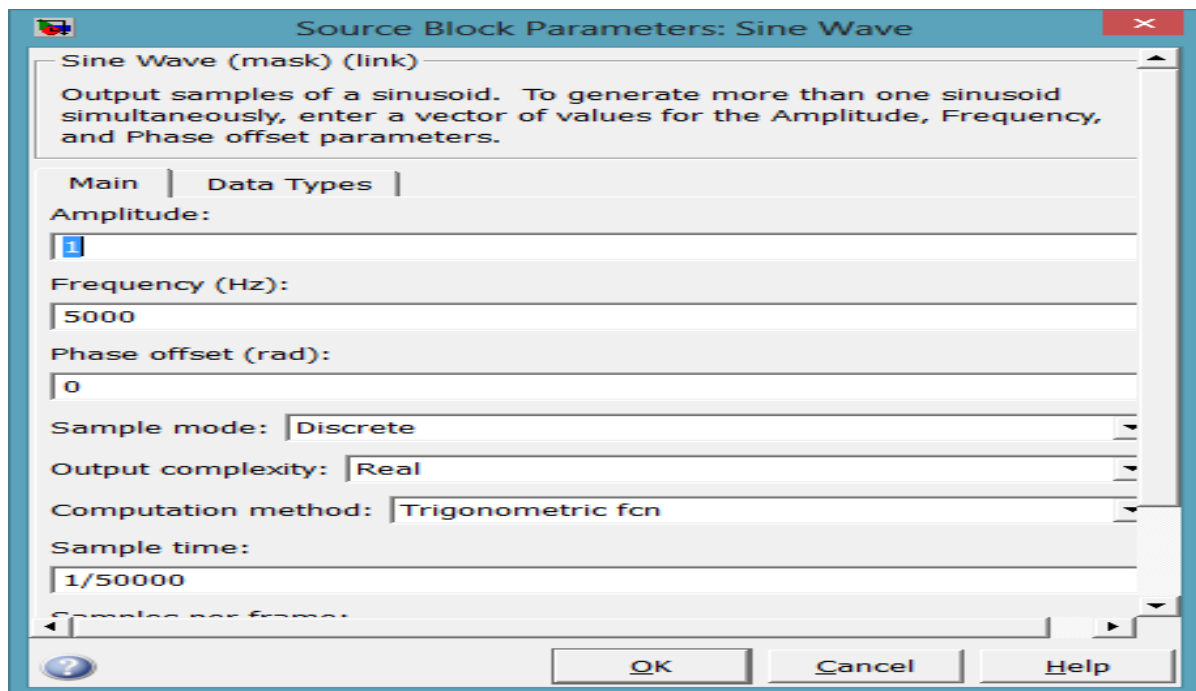 Source Block Parameters: Sine Wave
Sine Wave (mask) (link)
Output samples of a sinusoid. To generate more than one sinusoid
simultaneously, enter a vector of values for the Amplitude, Frequency,
and Phase offset parameters.
Main Data Types
Amplitude:
1
Frequency (Hz):
5000
Phase offset (rad):
0
Sample mode: Discrete
Output complexity: Real
Computation method: Trigonometric fcn
Sample time:
1/50000
Samples per frame:
OK Cancel Help